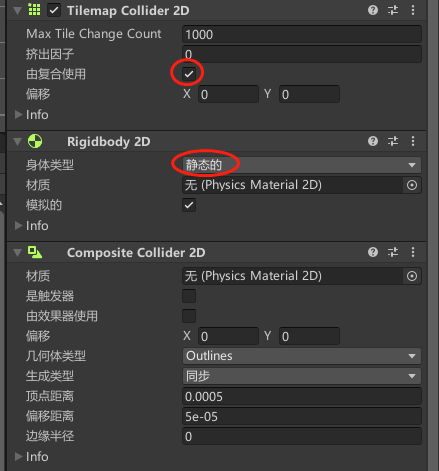 Tilemap Collider 2D
Max Tile Change Count 1000
挤出因子 0
由复合使用
偏移 X 0 Y 0
Info
Rigidbody 2D
身体类型 静态的
材质 无 (Physics Material 2D)
模拟的
Info
Composite Collider 2D
材质 无 (Physics Material 2D)
是触发器
由效果器使用
偏移 X 0 Y 0
几何体类型 Outlines
生成类型 同步
顶点距离 0.0005
偏移距离 5e-05
边缘半径 0
Info